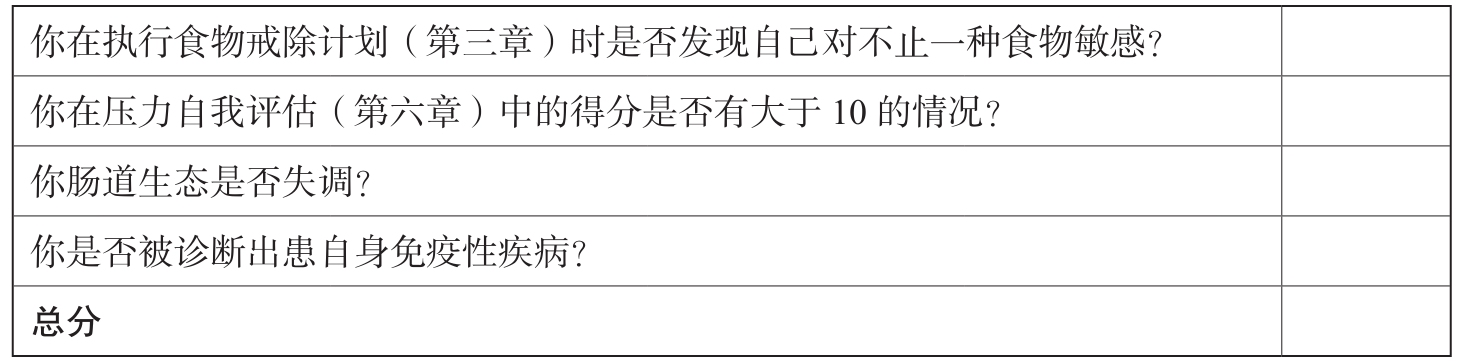 你在执行食物戒除计划（第三章）时是否发现自己对不止一种食物敏感？
你在压力自我评估（第六章）中的得分是否有大于 10 的情况？
你肠道生态是否失调？
你是否被诊断出患自身免疫性疾病？
总分